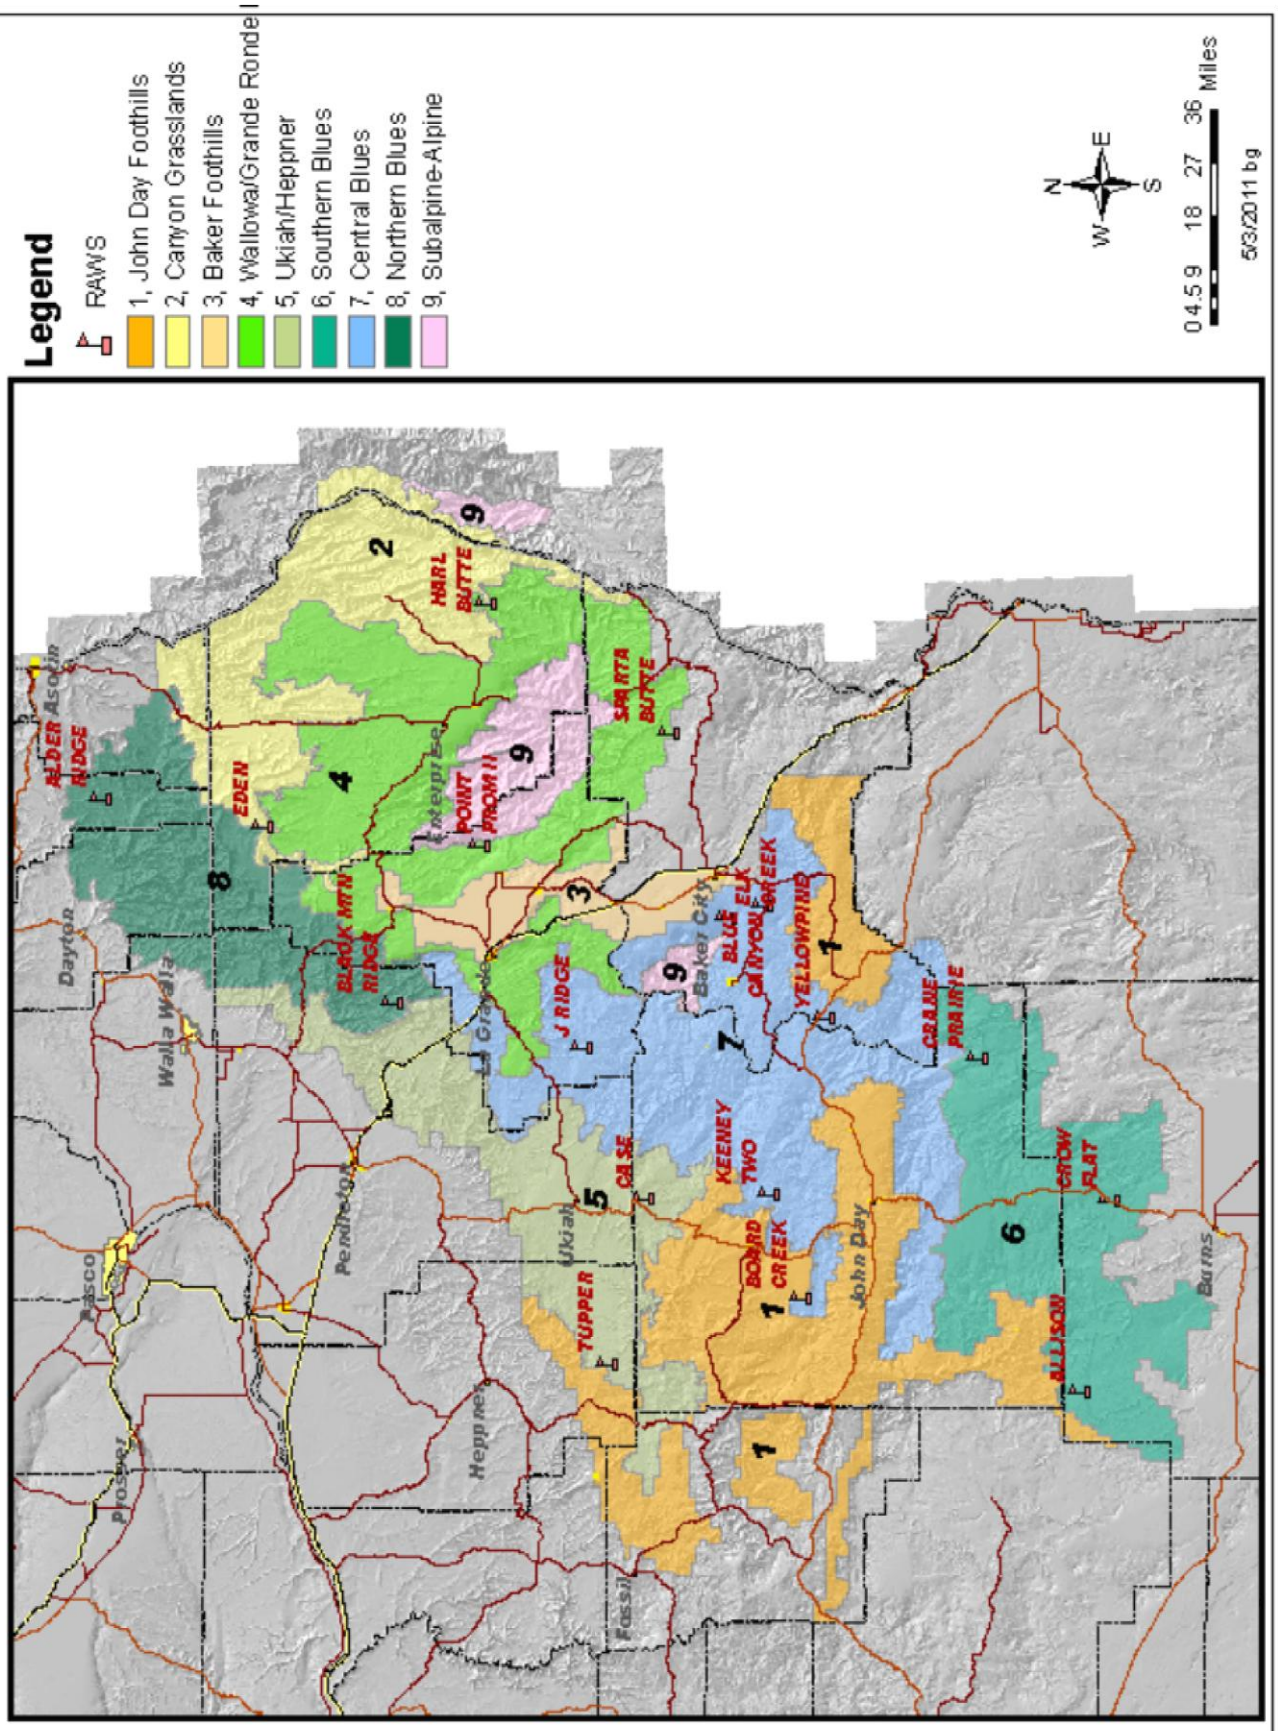 Legend
RAWS
1, John Day Foothills
2, Canyon Grasslands
3, Baker Foothills
4, Wallowa/Grande Ronde
5, Ukiah/Heppner
6, Southern Blues
7, Central Blues
8, Northern Blues
9, Subalpine-Alpine
N
W
E
S
0 4.5 9 18 27 36
Miles
5/3/2011 bg
Pasco
Prosser
Dayton
Walla Walla
Asotin
ALDER
RIDGE
8
EDEN
2
4
HARL
BUTTE
9
Enterprise
POINT
PROM II
9
Pendleton
BLACK MTN
RIDGE
La Grande
3
Heppner
Ukiah
5
J RIDGE
SPARTA
BUTTE
TUPPER
CASE
9
Baker City
BLUE
CANYON
ELK
CREEK
Fossil
1
KEENEY
TWO
7
BOARD
CREEK
1
YELLOWPINE
1
John Day
CRANE
PRAIRIE
6
CROW
FLAT
ALLISON
Burns